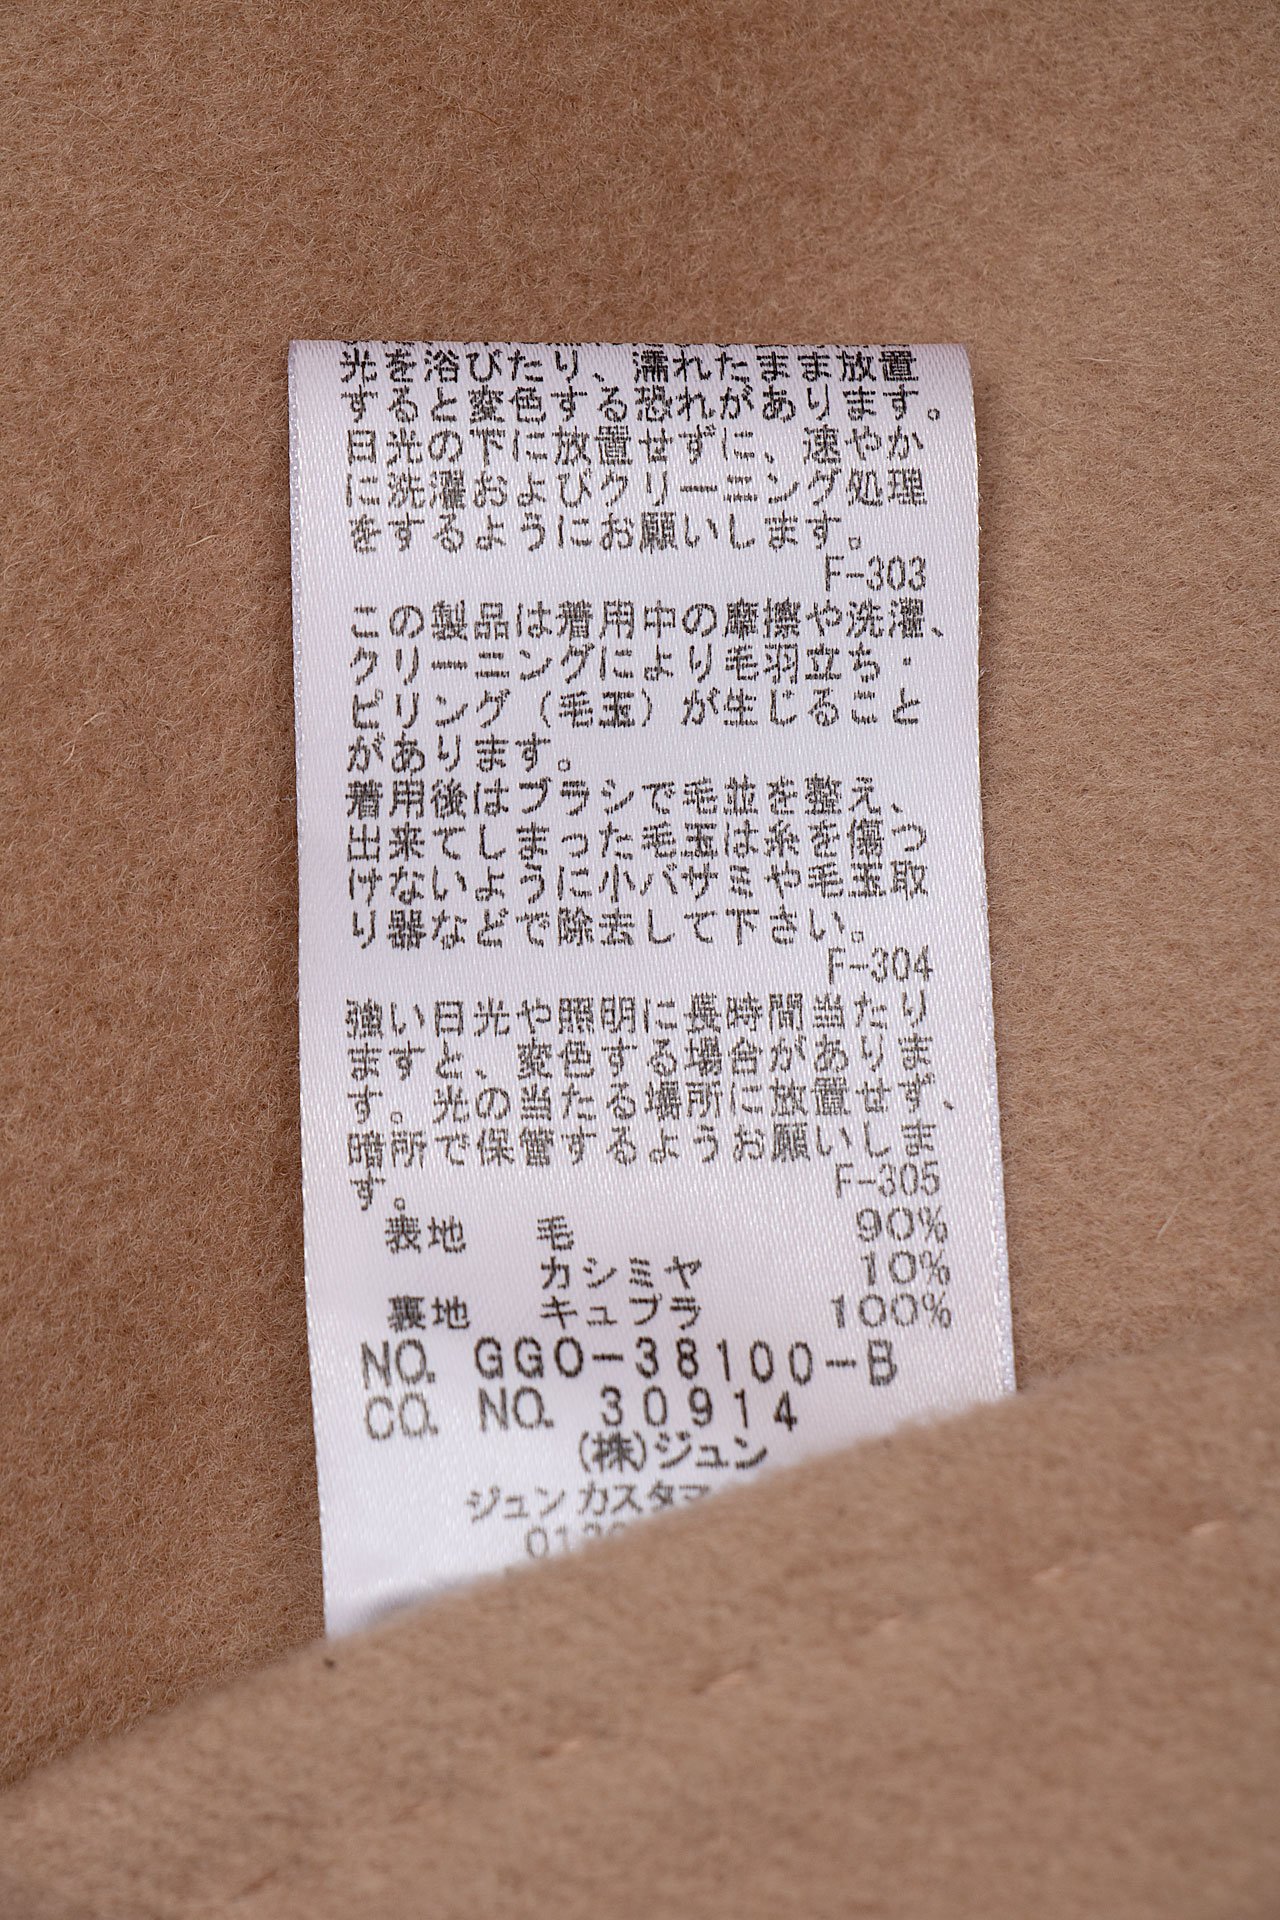 光を浴びたり、濡れたまま放置
すると変色する恐れがあります。
日光の下に放置せずに、速やか
に洗濯およびクリーニング処理
をするようにお願いします。
F-303
この製品は着用中の摩擦や洗濯、
クリーニングにより毛羽立ち・
ピリング（毛玉）が生じること
があります。
着用後はブラシで毛並を整え、
出来てしまった毛玉は糸を傷つ
けないように小バサミや毛玉取
り器などで除去して下さい。
F-304
強い日光や照明に長時間当たり
ますと、変色する場合がありま
す。光の当たる場所に放置せず、
暗所で保管するようお願いしま
す。
F-305
表地 毛 90%
カシミヤ 10%
裏地 キュプラ 100%
NO. GGO-38100-B
CO. NO. 30914
(株)ジュン
ジュンカスタマ